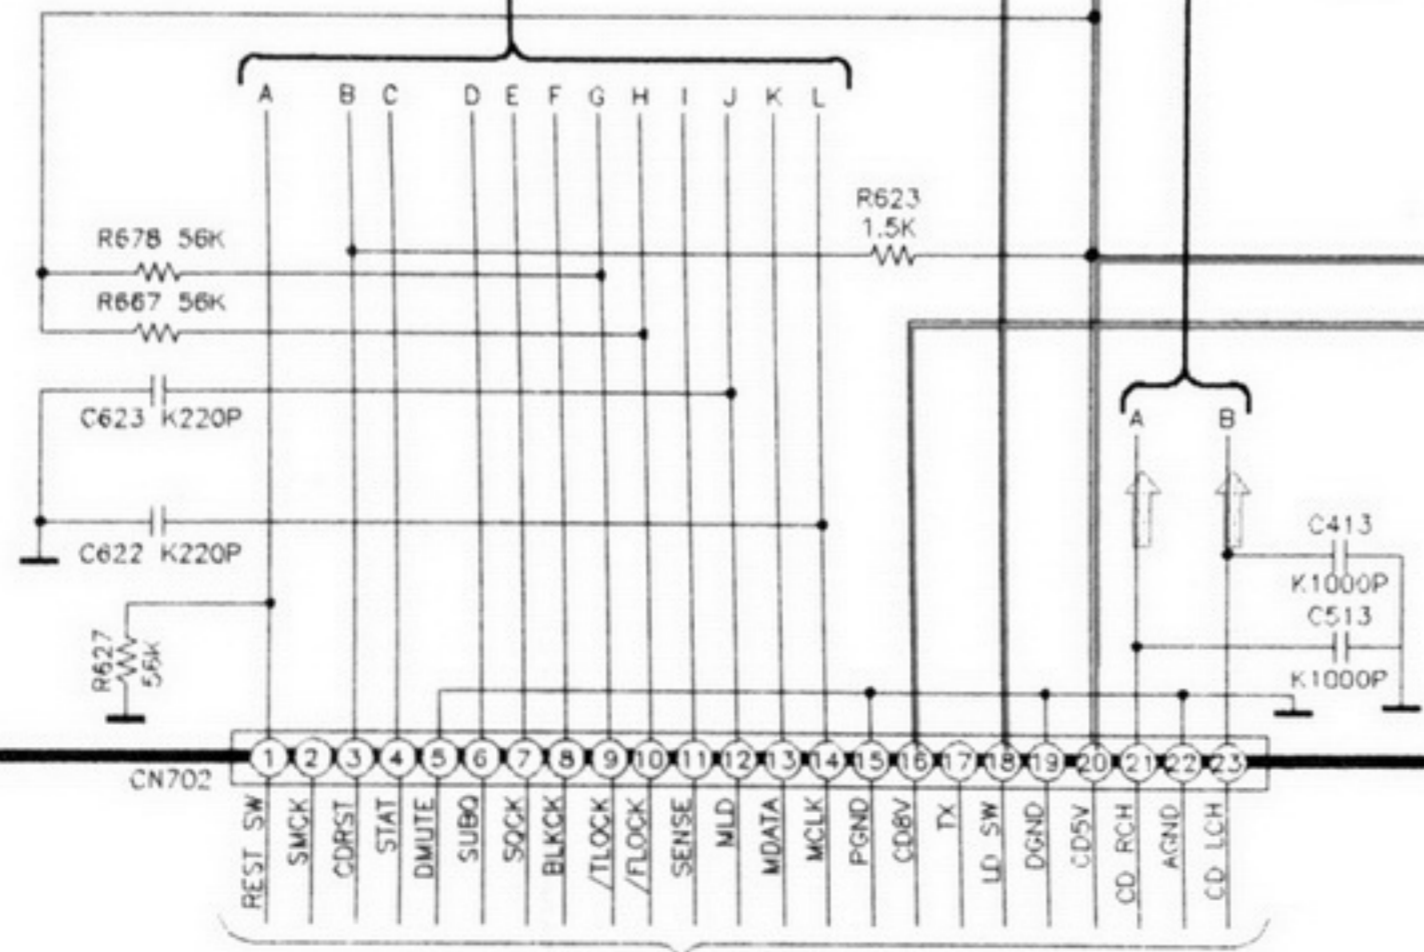 A B C D E F G H I J K L
R623
1.5K
R678 56K
R667 56K
C623 K220P
C622 K220P
R627
56K
A B
C413
K1000P
C513
K1000P
CN702
1 2 3 4 5 6 7 8 9 10 11 12 13 14 15 16 17 18 19 20 21 22 23
REST SW
SMCK
CDRST
STAT
DMUTE
SUBQ
SQCK
BLKCK
/TLOCK
/FLOCK
SENSE
MLD
MDATA
MCLK
PGND
CD8V
TX
LD SW
DGND
CD5V
CD RCH
AGND
CD LCH